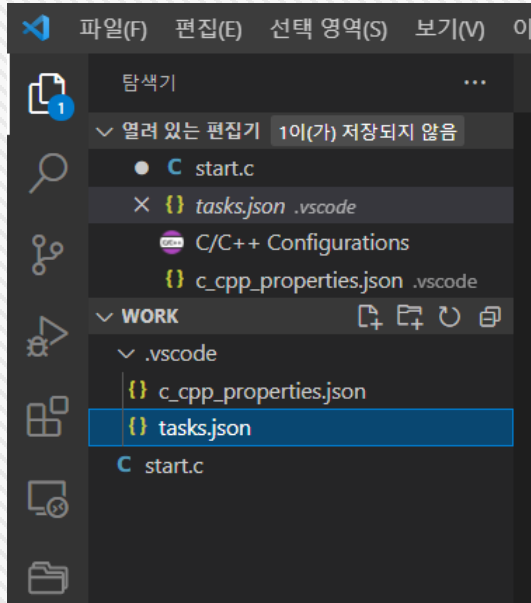 파일(F) 편집(E) 선택 영역(S) 보기(V)
탐색기
1
열려 있는 편집기 1이(가) 저장되지 않음
C start.c
{} tasks.json .vscode
C/C++ C/C++ Configurations
{} c_cpp_properties.json .vscode
WORK
.vscode
{} c_cpp_properties.json
{} tasks.json
C start.c